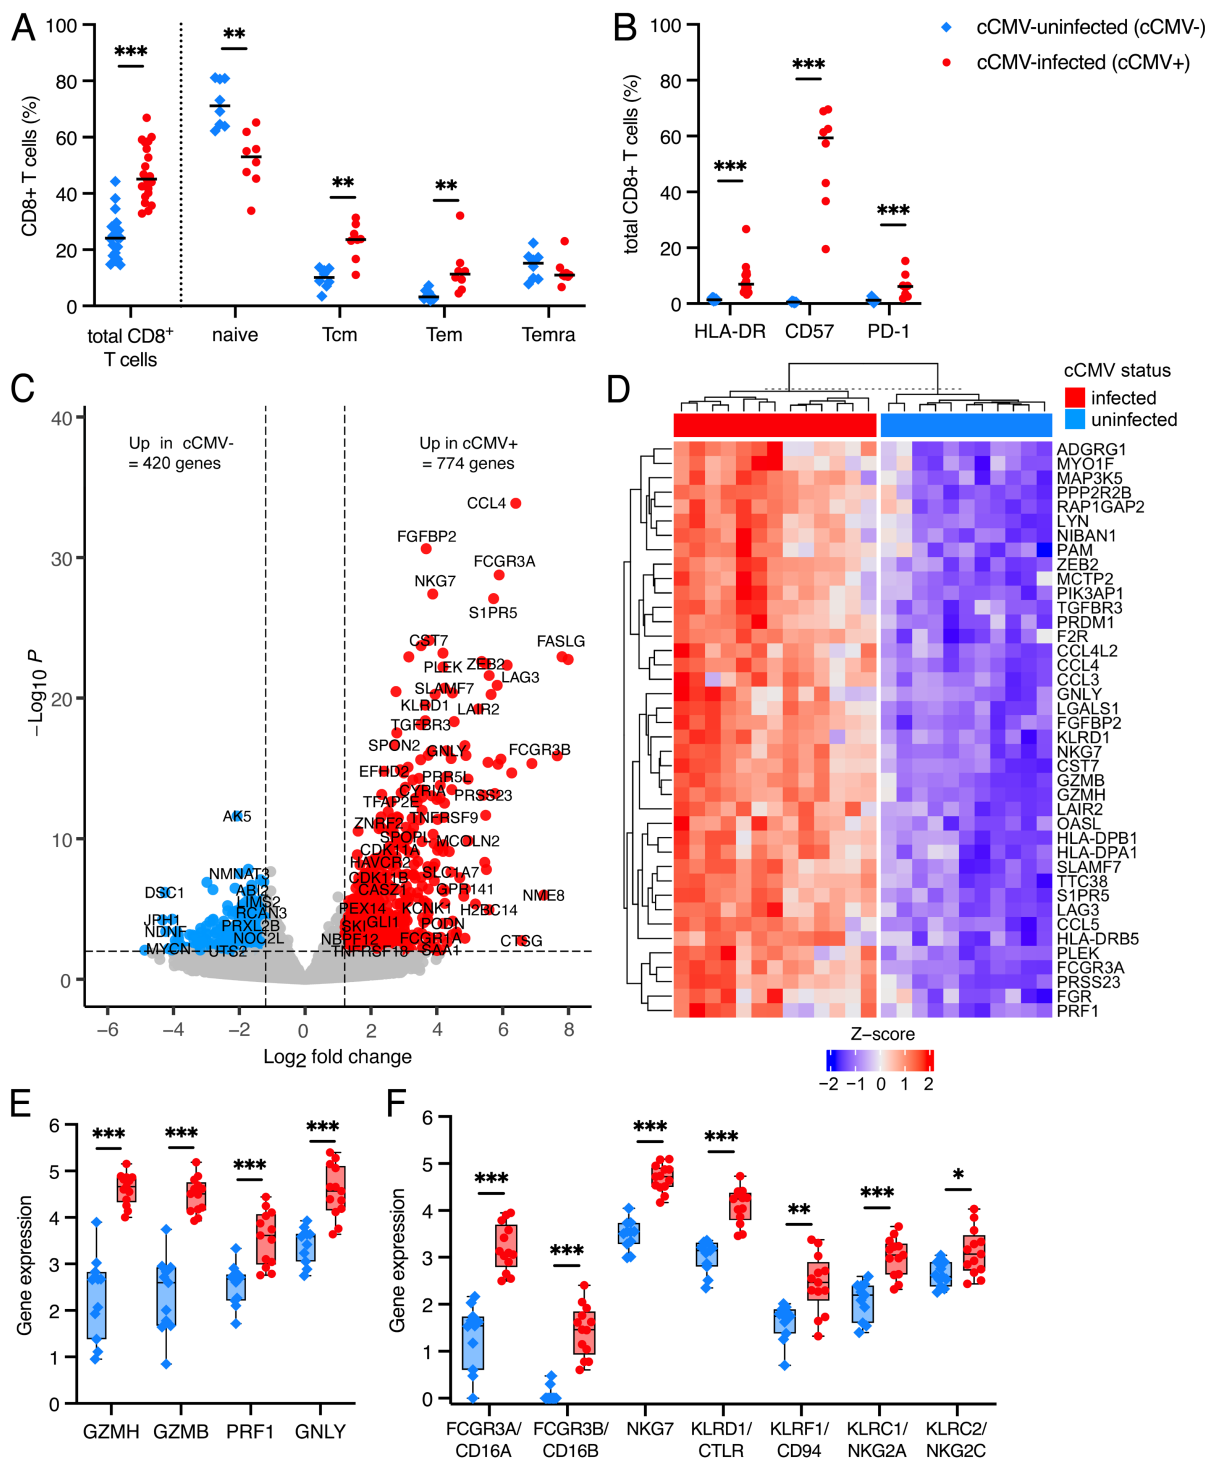 A
100
80
60
40
20
0
CD8+ T cells (%)
***
**
**
**
total CD8+
T cells
naive
Tcm
Tem
Temra
B
100
80
60
40
20
0
total CD8+ T cells (%)
***
***
***
HLA-DR
CD57
PD-1
cCMV-uninfected (cCMV-)
cCMV-infected (cCMV+)
C
40
30
20
10
0
−Log10 P
Up in cCMV-
= 420 genes
Up in cCMV+
= 774 genes
CCL4
FGFBP2
FCGR3A
NKG7
S1PR5
CST7
FASLG
PLEK
ZEB2
LAG3
SLAMF7
KLRD1
LAIR2
TGFBR3
SPON2
GNLY
FCGR3B
EFHD2
PRR5L
CYRIA
PRSS23
TFAP2E
ZNRF2
TNFRSF9
SPOPL
MCOLN2
CDK11A
HAVCR2
SLC1A7
CDK11B
CASZ1
GPR141
NME8
PEX14
KCNK1
H2BC14
SKI
GLI1
PODN
NBPF12
FCGR1A
CTSG
TNFRSF18
SAA1
AK5
NMNAT3
DSC1
ABI2
LIMS2
JPH1
RCAN3
NDNF
PRXL2B
MYCN
NOC2L
UTS2
−6
−4
−2
0
2
4
6
8
Log2 fold change
D
cCMV status
infected
uninfected
ADGRG1
MYO1F
MAP3K5
PPP2R2B
RAP1GAP2
LYN
NIBAN1
PAM
ZEB2
MCTP2
PIK3AP1
TGFBR3
PRDM1
F2R
CCL4L2
CCL4
CCL3
GNLY
LGALS1
FGFBP2
KLRD1
NKG7
CST7
GZMB
GZMH
LAIR2
OASL
HLA-DPB1
HLA-DPA1
SLAMF7
TTC38
S1PR5
LAG3
CCL5
HLA-DRB5
PLEK
FCGR3A
PRSS23
FGR
PRF1
Z−score
−2 −1 0 1 2
E
6
5
4
3
2
1
0
Gene expression
***
***
***
***
GZMH
GZMB
PRF1
GNLY
F
6
5
4
3
2
1
0
Gene expression
***
***
***
***
**
***
*
FCGR3A/
CD16A
FCGR3B/
CD16B
NKG7
KLRD1/
CTLR
KLRF1/
CD94
KLRC1/
NKG2A
KLRC2/
NKG2C